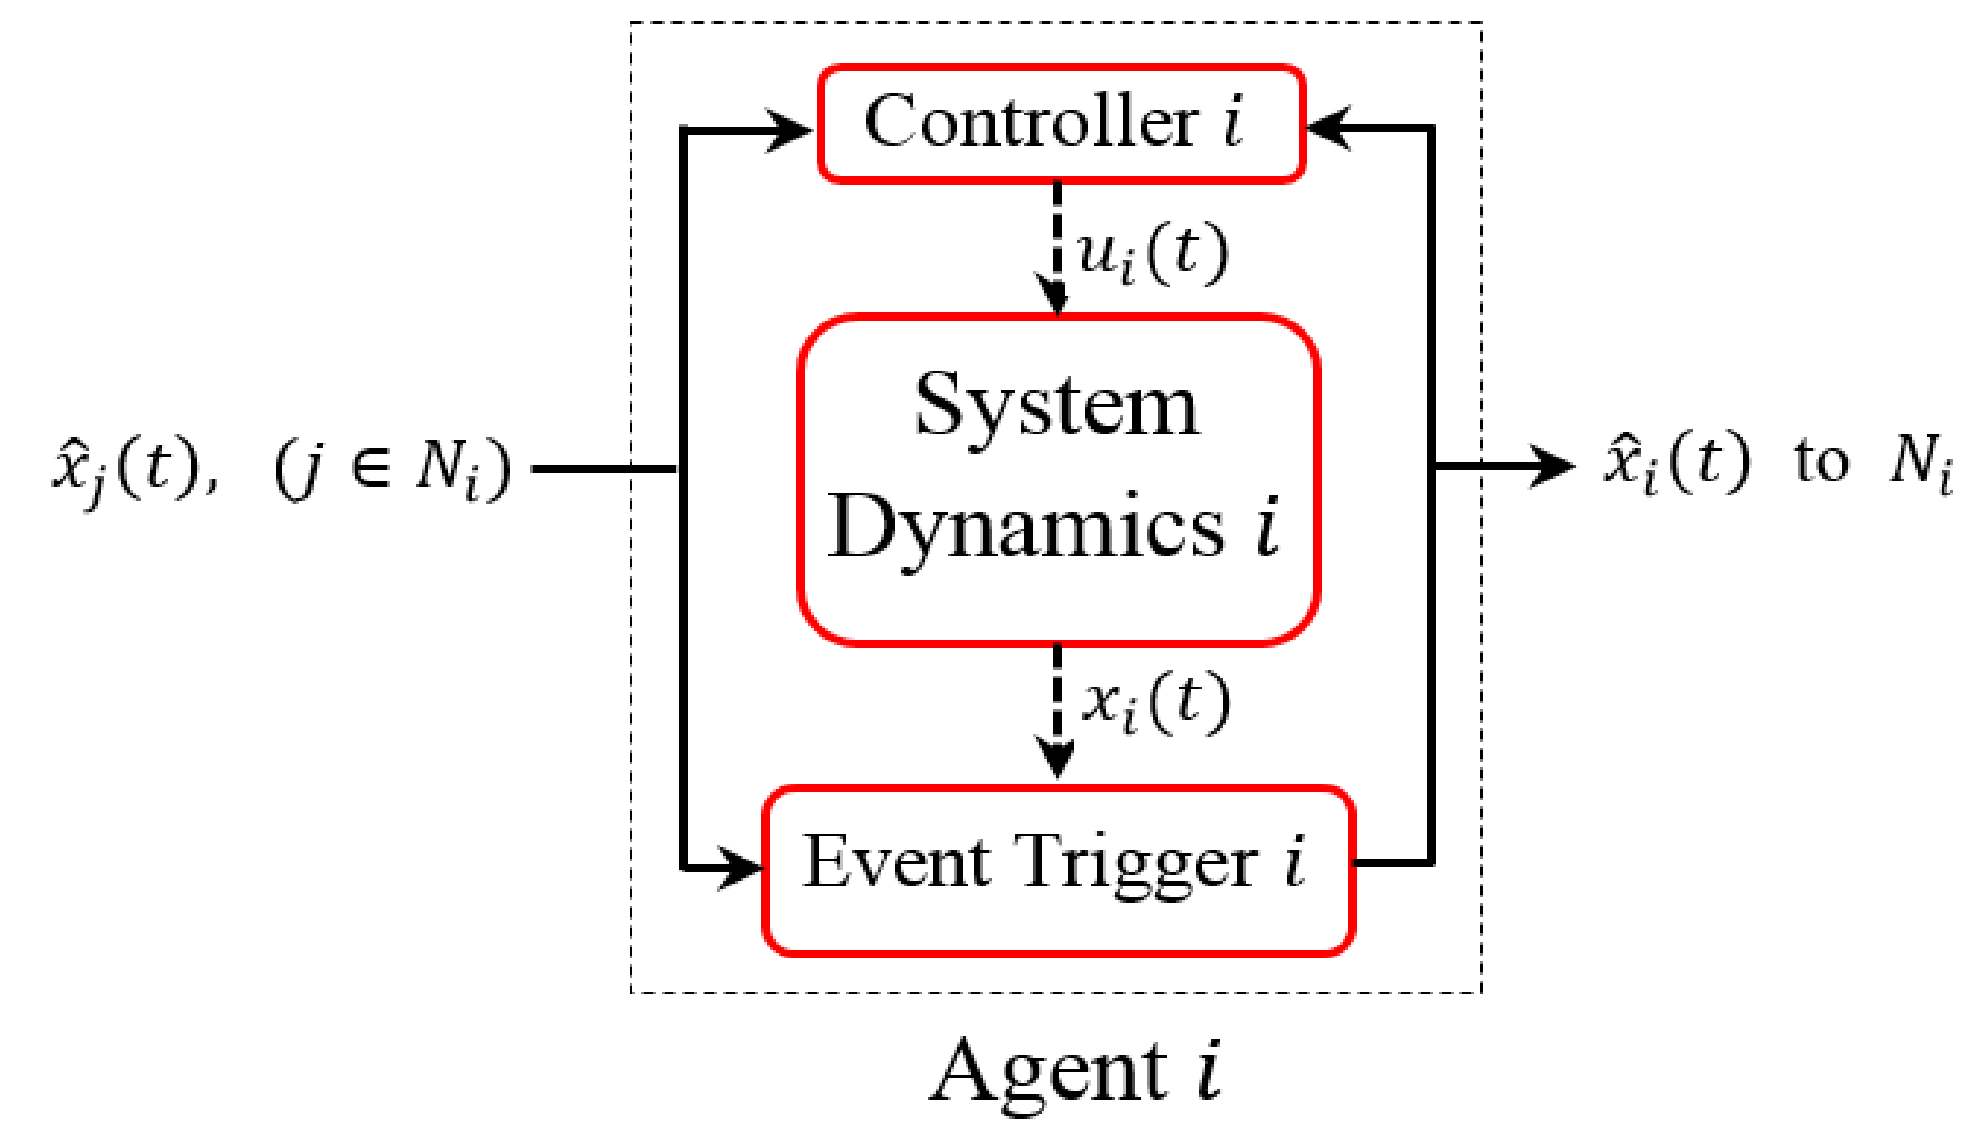 Controller i
u_i(t)
System
Dynamics i
x̂_j(t), (j ∈ N_i)
x̂_i(t) to N_i
x_i(t)
Event Trigger i
Agent i